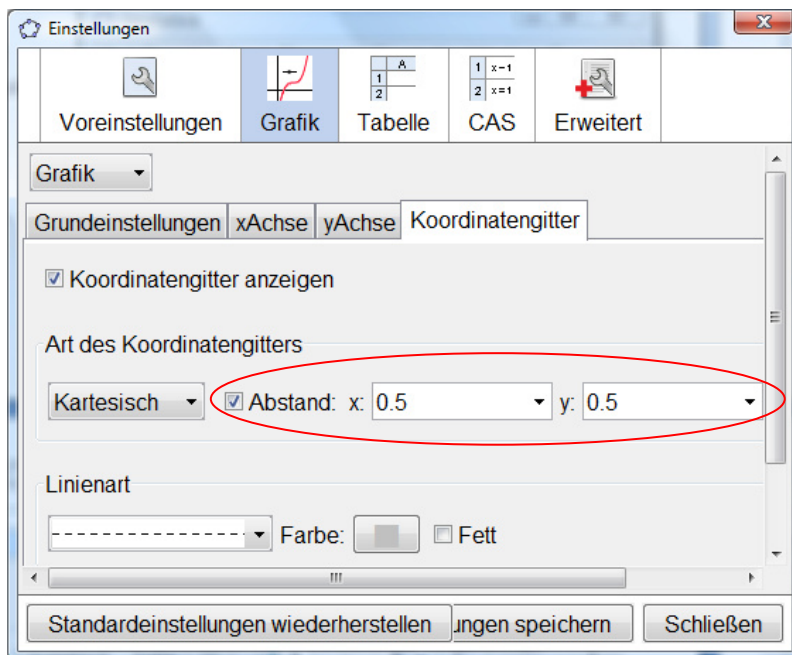 Einstellungen
Voreinstellungen Grafik Tabelle CAS Erweitert
Grafik
Grundeinstellungen xAchse yAchse Koordinatengitter
Koordinatengitter anzeigen
Art des Koordinatengitters
Kartesisch Abstand: x: 0.5 y: 0.5
Linienart
Farbe: Fett
Standardeinstellungen wiederherstellen ungen speichern Schließen